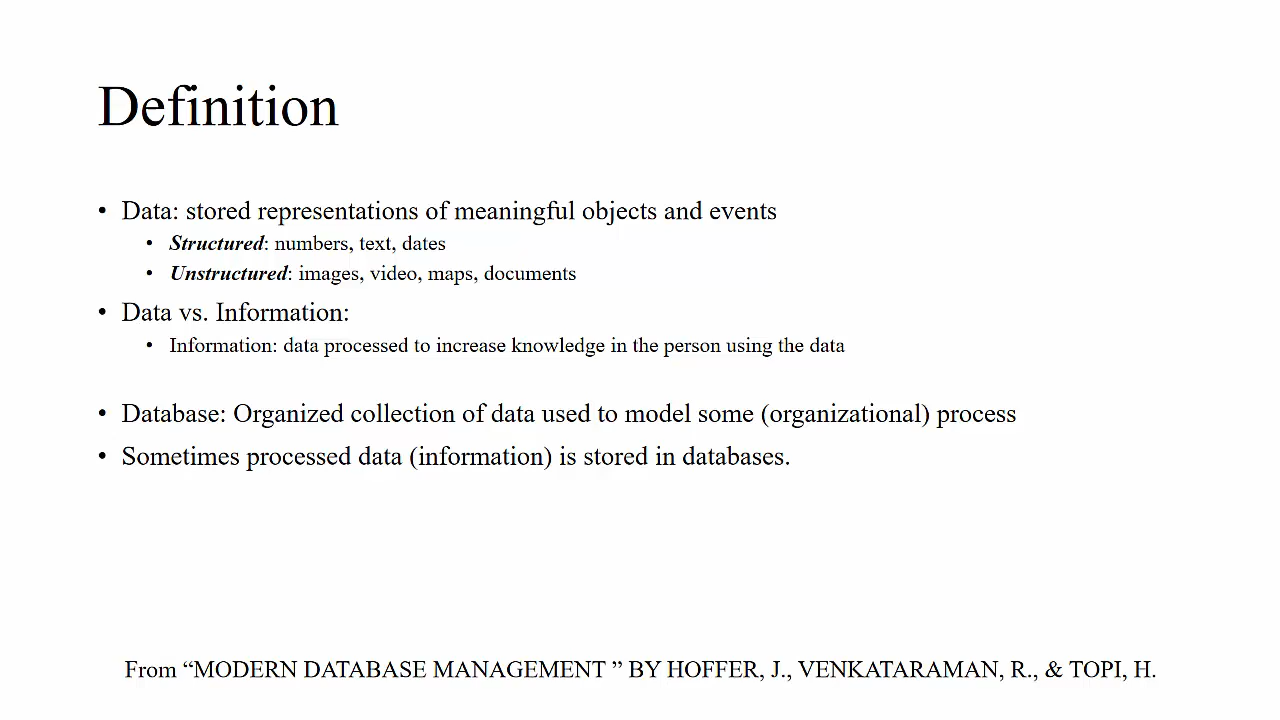 Definition
• Data: stored representations of meaningful objects and events
• Structured: numbers, text, dates
• Unstructured: images, video, maps, documents
• Data vs. Information:
• Information: data processed to increase knowledge in the person using the data
• Database: Organized collection of data used to model some (organizational) process
• Sometimes processed data (information) is stored in databases.
From “MODERN DATABASE MANAGEMENT ” BY HOFFER, J., VENKATARAMAN, R., & TOPI, H.